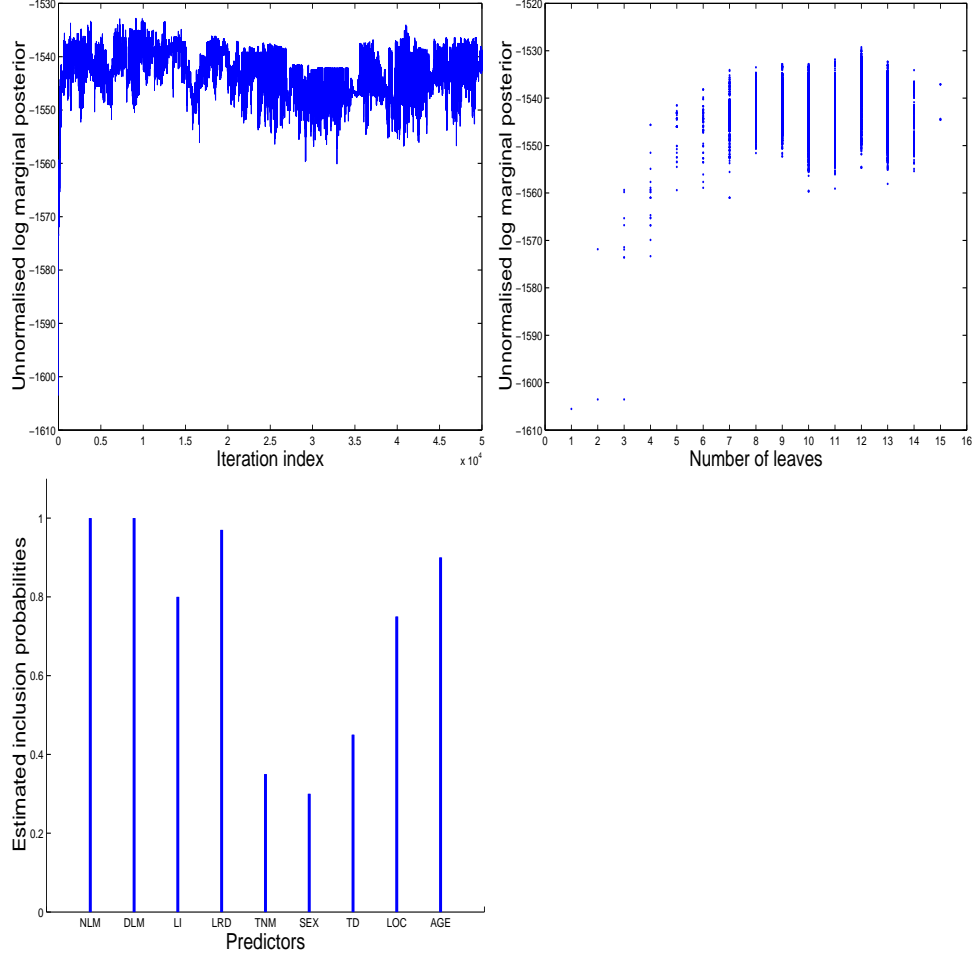 Unnormalised log marginal posterior
−1530
−1540
−1550
−1560
−1570
−1580
−1590
−1600
−1610
0 0.5 1 1.5 2 2.5 3 3.5 4 4.5 5
x 10⁴
Iteration index
Unnormalised log marginal posterior
−1520
−1530
−1540
−1550
−1560
−1570
−1580
−1590
−1600
−1610
0 1 2 3 4 5 6 7 8 9 10 11 12 13 14 15 16
Number of leaves
Estimated inclusion probabilities
1
0.8
0.6
0.4
0.2
0
NLM DLM LI LRD TNM SEX TD LOC AGE
Predictors